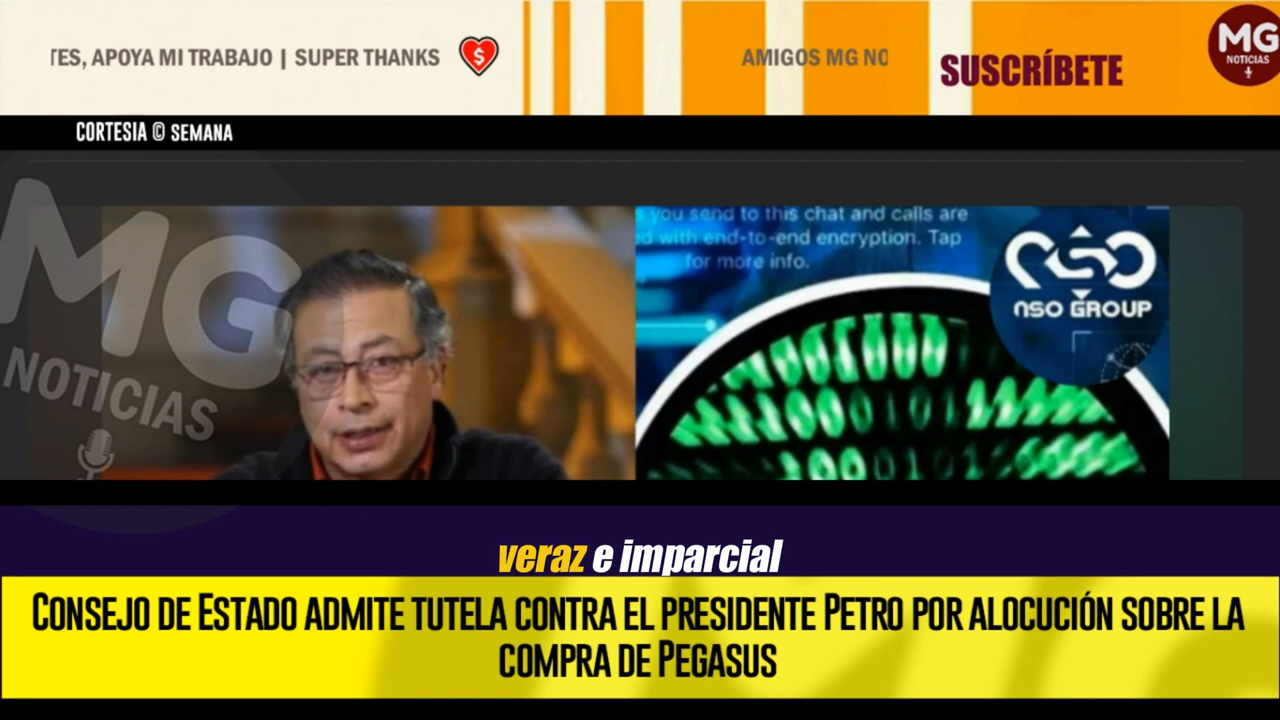 TES, APOYA MI TRABAJO | SUPER THANKS
AMIGOS MG NO
SUSCRÍBETE
MG
NOTICIAS
CORTESIA © SEMANA
you send to this chat and calls are
with end-to-end encryption. Tap
for more info.
NSO GROUP
MG
NOTICIAS
veraz e imparcial
CONSEJO DE ESTADO ADMITE TUTELA CONTRA EL PRESIDENTE PETRO POR ALOCUCIÓN SOBRE LA
COMPRA DE PEGASUS